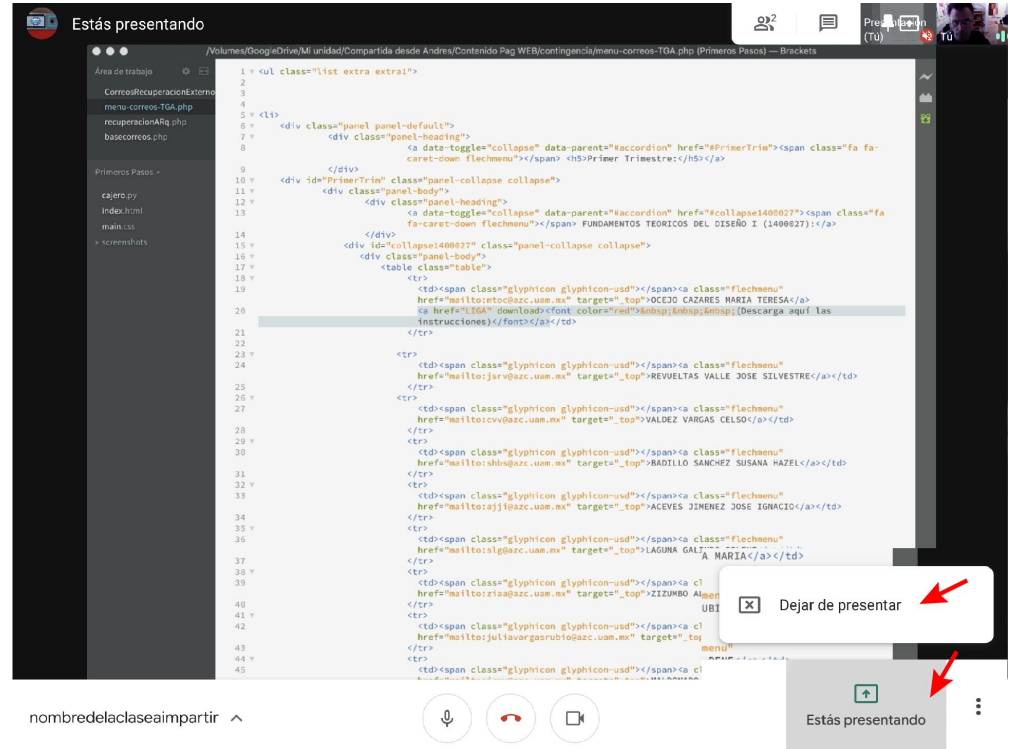 Estás presentando
2
Presentación
(Tú)
Tú
/Volumes/GoogleDrive/Mi unidad/Compartida desde Andres/Contenido Pag WEB/contingencia/menu-correos-TGA.php (Primeros Pasos) — Brackets
Área de trabajo
CorreosRecuperacionExterno
menu-correos-TGA.php
recuperacionARq.php
basecorreos.php
Primeros Pasos
cajero.py
index.html
main.css
screenshots
1 <ul class="list extra extra1">
2
3
4
5 <li>
6 <div class="panel panel-default">
7 <div class="panel-heading">
8 <a data-toggle="collapse" data-parent="#accordion" href="#PrimerTrim"><span class="fa fa-
caret-down flechmenu"></span> <h5>Primer Trimestre:</h5></a>
9 </div>
10 <div id="PrimerTrim" class="panel-collapse collapse">
11 <div class="panel-body">
12 <div class="panel-heading">
13 <a data-toggle="collapse" data-parent="#accordion" href="#collapse1400027"><span class="fa
fa-caret-down flechmenu"></span> FUNDAMENTOS TEORICOS DEL DISEÑO I (1400027):</a>
14 </div>
15 <div id="collapse1400027" class="panel-collapse collapse">
16 <div class="panel-body">
17 <table class="table">
18 <tr>
19 <td><span class="glyphicon glyphicon-usd"></span><a class="flechmenu"
href="mailto:mtoc@azc.uam.mx" target="_top">OCEJO CAZARES MARIA TERESA</a>
20 <a href="LIGA" download><font color="red">&nbsp;&nbsp;&nbsp;(Descarga aquí las
instrucciones)</font></a></td>
21 </tr>
22
23 <tr>
24 <td><span class="glyphicon glyphicon-usd"></span><a class="flechmenu"
href="mailto:jsrv@azc.uam.mx" target="_top">REVUELTAS VALLE JOSE SILVESTRE</a></td>
25 </tr>
26 <tr>
27 <td><span class="glyphicon glyphicon-usd"></span><a class="flechmenu"
href="mailto:cvv@azc.uam.mx" target="_top">VALDEZ VARGAS CELSO</a></td>
28 </tr>
29 <tr>
30 <td><span class="glyphicon glyphicon-usd"></span><a class="flechmenu"
href="mailto:shbs@azc.uam.mx" target="_top">BADILLO SANCHEZ SUSANA HAZEL</a></td>
31 </tr>
32 <tr>
33 <td><span class="glyphicon glyphicon-usd"></span><a class="flechmenu"
href="mailto:ajji@azc.uam.mx" target="_top">ACEVES JIMENEZ JOSE IGNACIO</a></td>
34 </tr>
35 <tr>
36 <td><span class="glyphicon glyphicon-usd"></span><a class="flechmenu"
href="mailto:slg@azc.uam.mx" target="_top">LAGUNA
A MARIA</a></td>
37 </tr>
38 <tr>
39 <td><span class="glyphicon glyphicon-usd"></span><a cl
href="mailto:ziaa@azc.uam.mx" target="_top">ZIZUMBO
40 </tr>
41 <tr>
42 <td><span class="glyphicon glyphicon-usd"></span><a cl
href="mailto:juliavargasrubio@azc.uam.mx" target="_top
43 </tr>
menu"
44 <tr>
45 <td><span class="glyphicon glyphicon-usd"></span><a cl
Dejar de presentar
nombredelaclaseaimpartir
Estás presentando